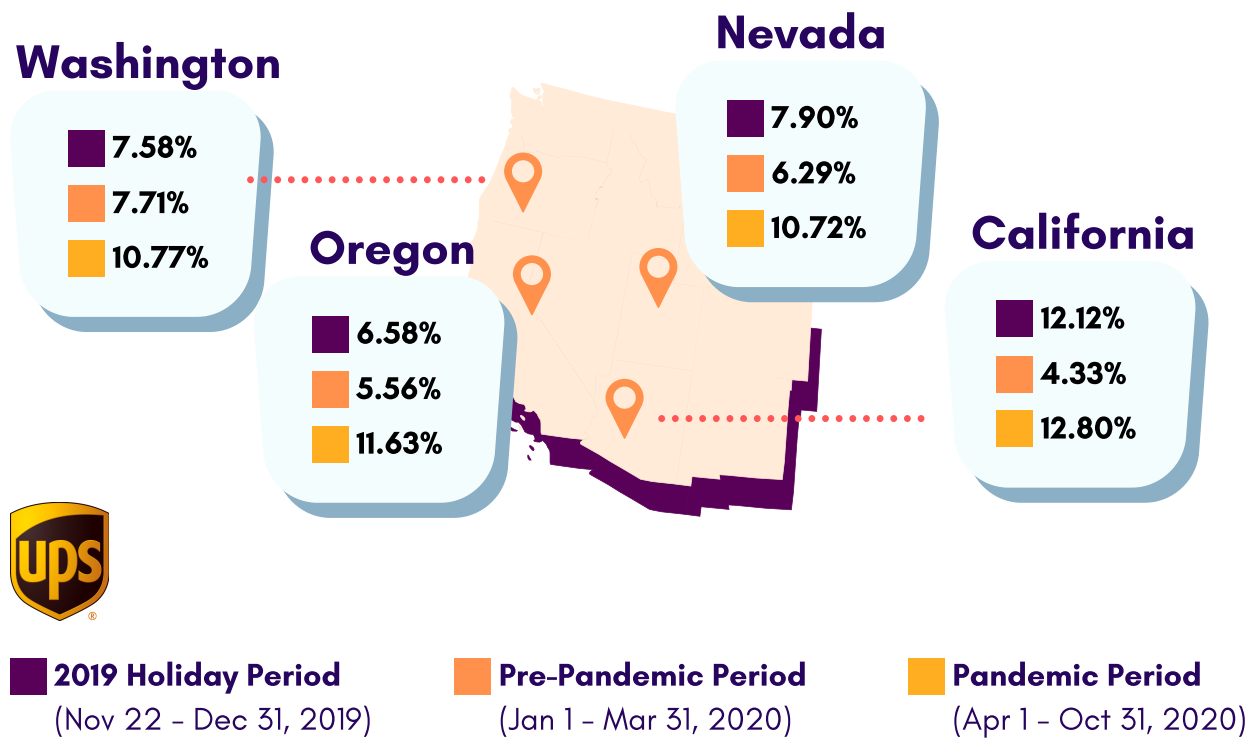 Washington
7.58%
7.71%
10.77%
Oregon
6.58%
5.56%
11.63%
Nevada
7.90%
6.29%
10.72%
California
12.12%
4.33%
12.80%
ups
®
2019 Holiday Period
(Nov 22 – Dec 31, 2019)
Pre-Pandemic Period
(Jan 1 – Mar 31, 2020)
Pandemic Period
(Apr 1 – Oct 31, 2020)